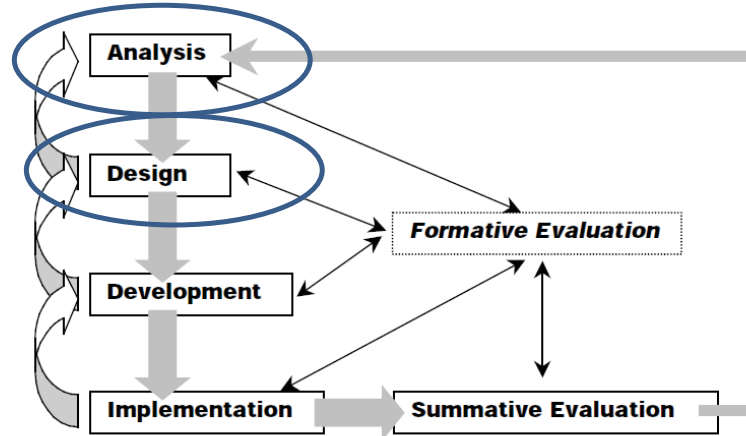 Analysis
Design
Formative Evaluation
Development
Implementation
Summative Evaluation